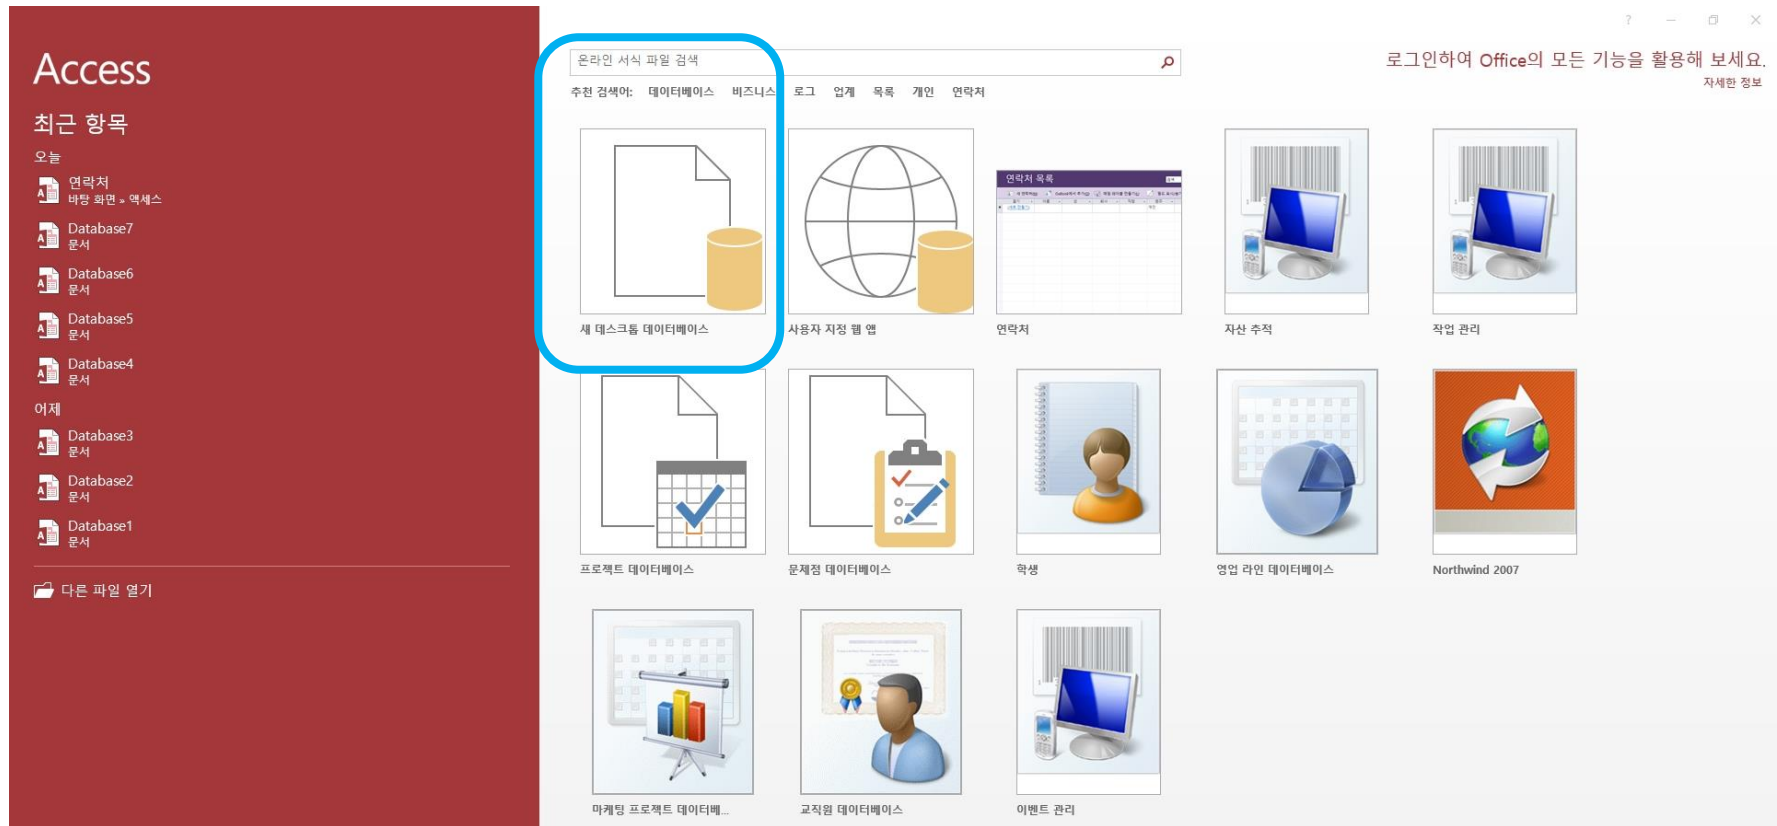 Access
최근 항목
오늘
연락처
바탕 화면 » 액세스
Database7
문서
Database6
문서
Database5
문서
Database4
문서
어제
Database3
문서
Database2
문서
Database1
문서
다른 파일 열기
?
온라인 서식 파일 검색
로그인하여 Office의 모든 기능을 활용해 보세요.
자세한 정보
추천 검색어: 데이터베이스 비즈니스 로그 업계 목록 개인 연락처
연락처 목록
새 데스크톱 데이터베이스
사용자 지정 웹 앱
연락처
자산 추적
작업 관리
프로젝트 데이터베이스
문제점 데이터베이스
학생
영업 라인 데이터베이스
Northwind 2007
마케팅 프로젝트 데이터베...
교직원 데이터베이스
이벤트 관리